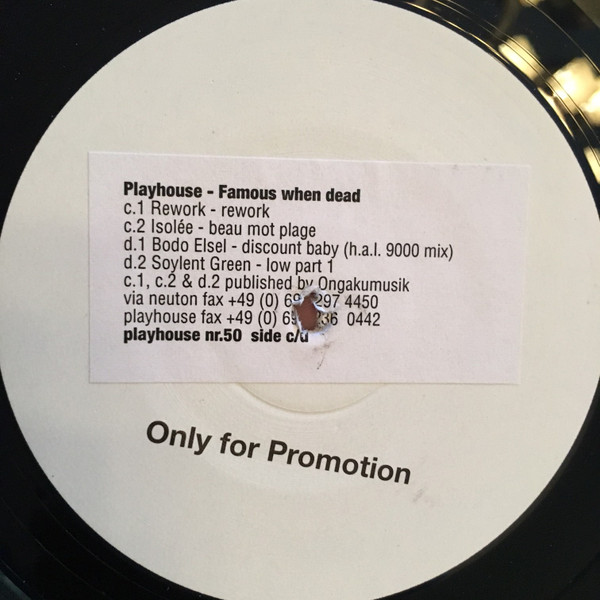 Playhouse - Famous when dead
c.1 Rework - rework
c.2 Isolée - beau mot plage
d.1 Bodo Elsel - discount baby (h.a.l. 9000 mix)
d.2 Soylent Green - low part 1
c.1, c.2 & d.2 published by Ongakumusik
via neuton fax +49 (0) 297 4450
playhouse fax +49 (0) 0442
playhouse nr.50 side c/d
Only for Promotion